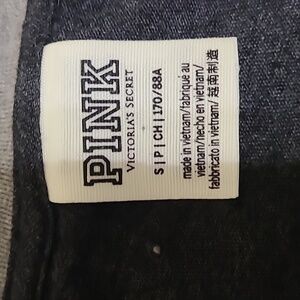 PINK
VICTORIA'S SECRET
S | P | CH | 170/88A
made in vietnam/fabriqué au
vietnam/hecho en vietnam/
fabbricato in vietnam/ 越南制造